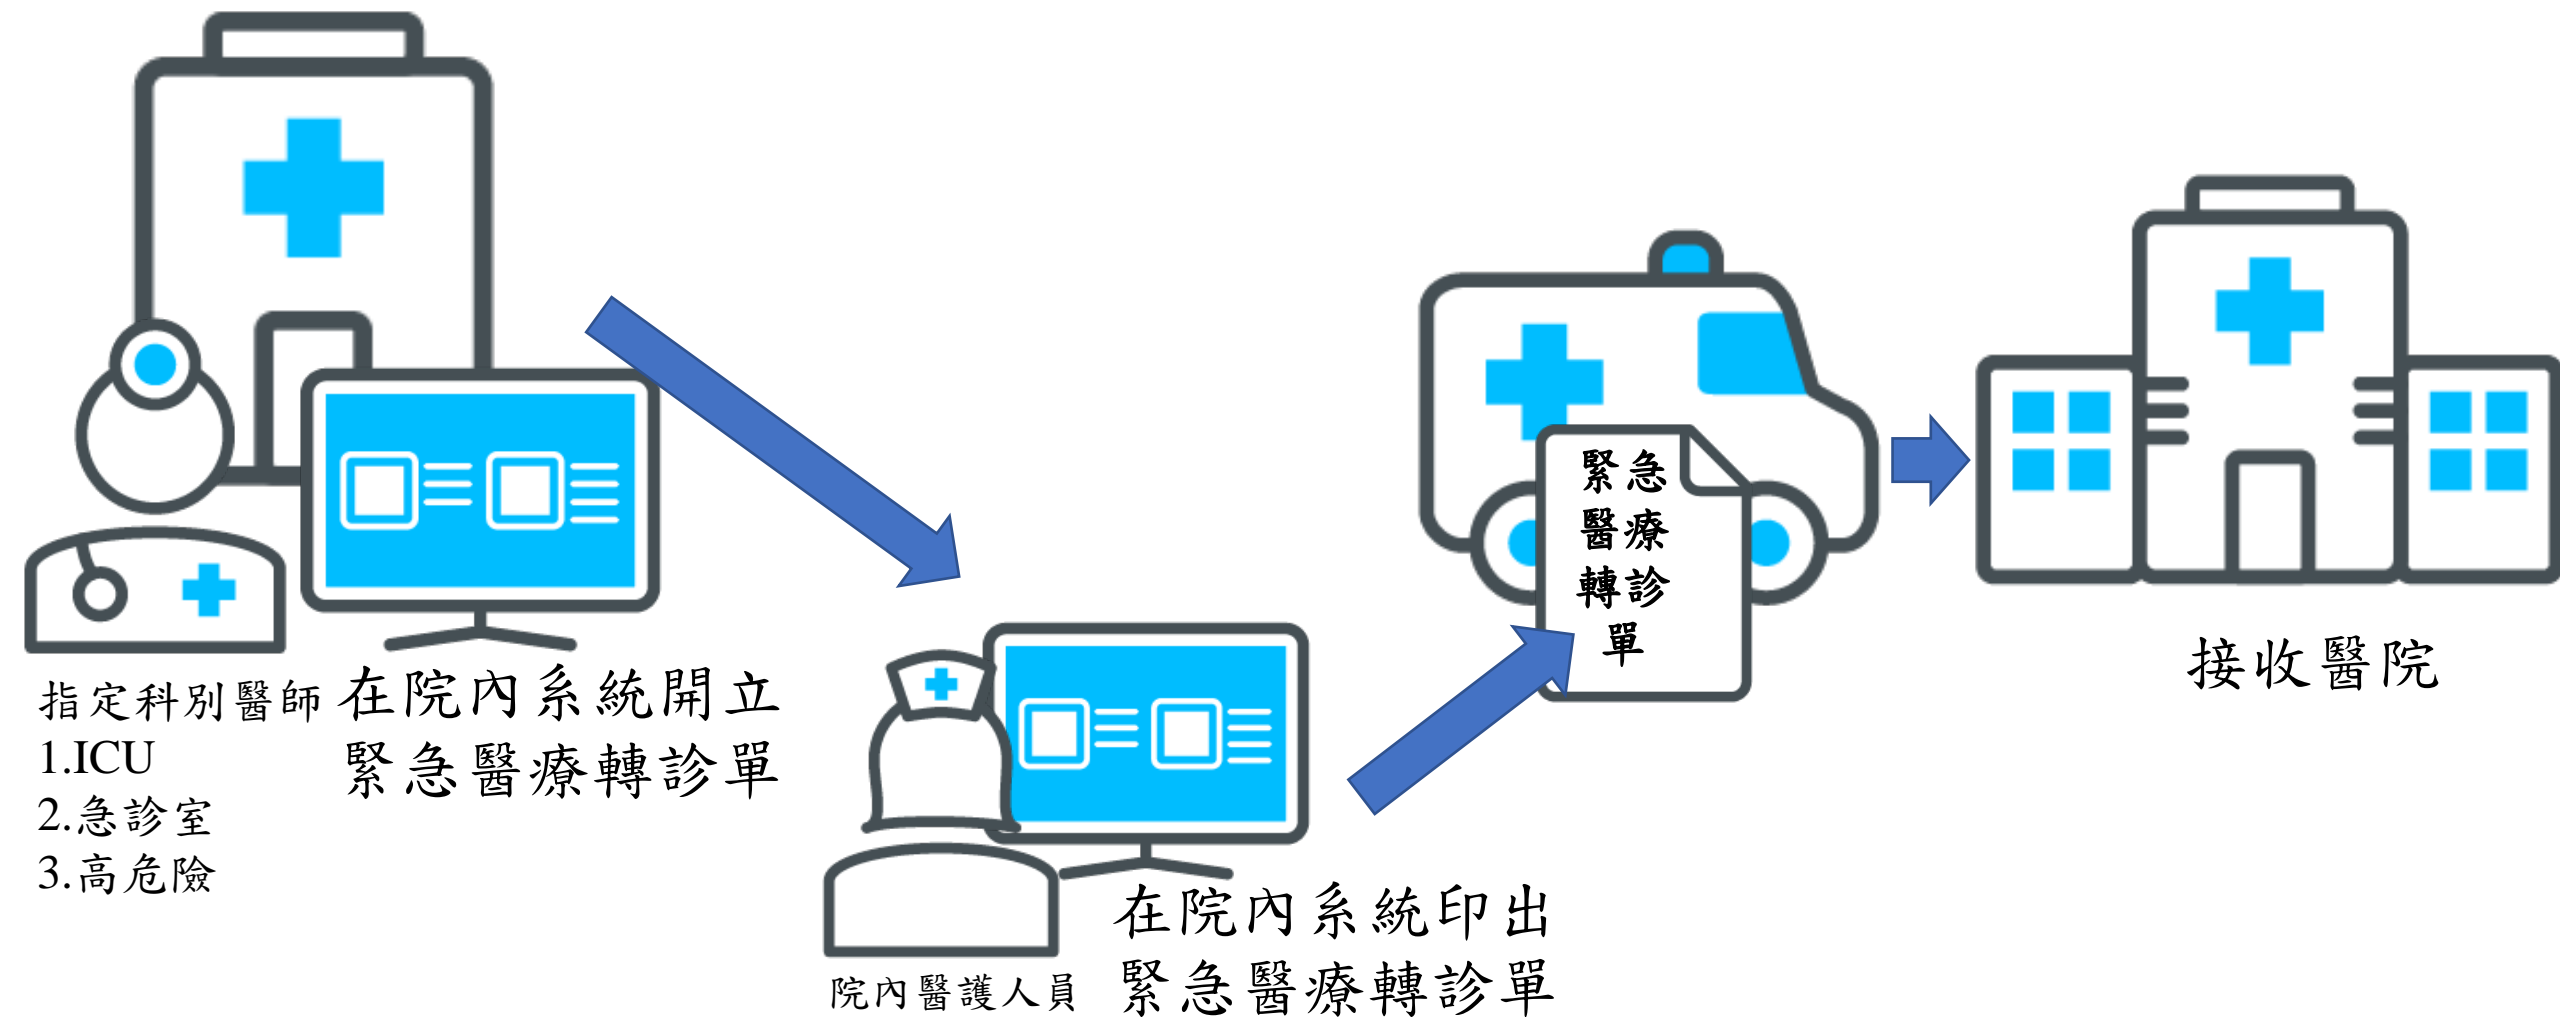 指定科別醫師
1.ICU
2.急診室
3.高危險
在院內系統開立
緊急醫療轉診單
院內醫護人員
在院內系統印出
緊急醫療轉診單
緊急
醫療
轉診
單
接收醫院